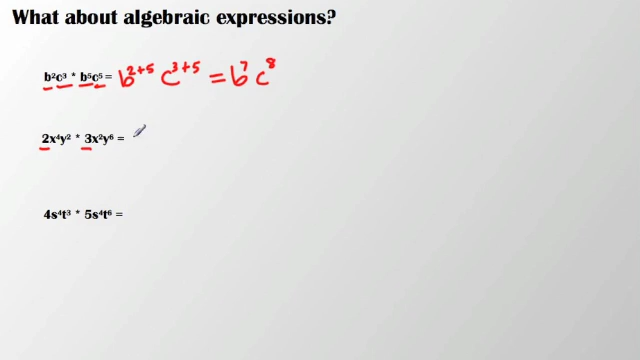 What about algebraic expressions?
b²c³ * b⁵c⁵ = b²⁺⁵ c³⁺⁵ = b⁷ c⁸
2x⁴y² * 3x²y⁶ =
4s⁴t³ * 5s⁴t⁶ =